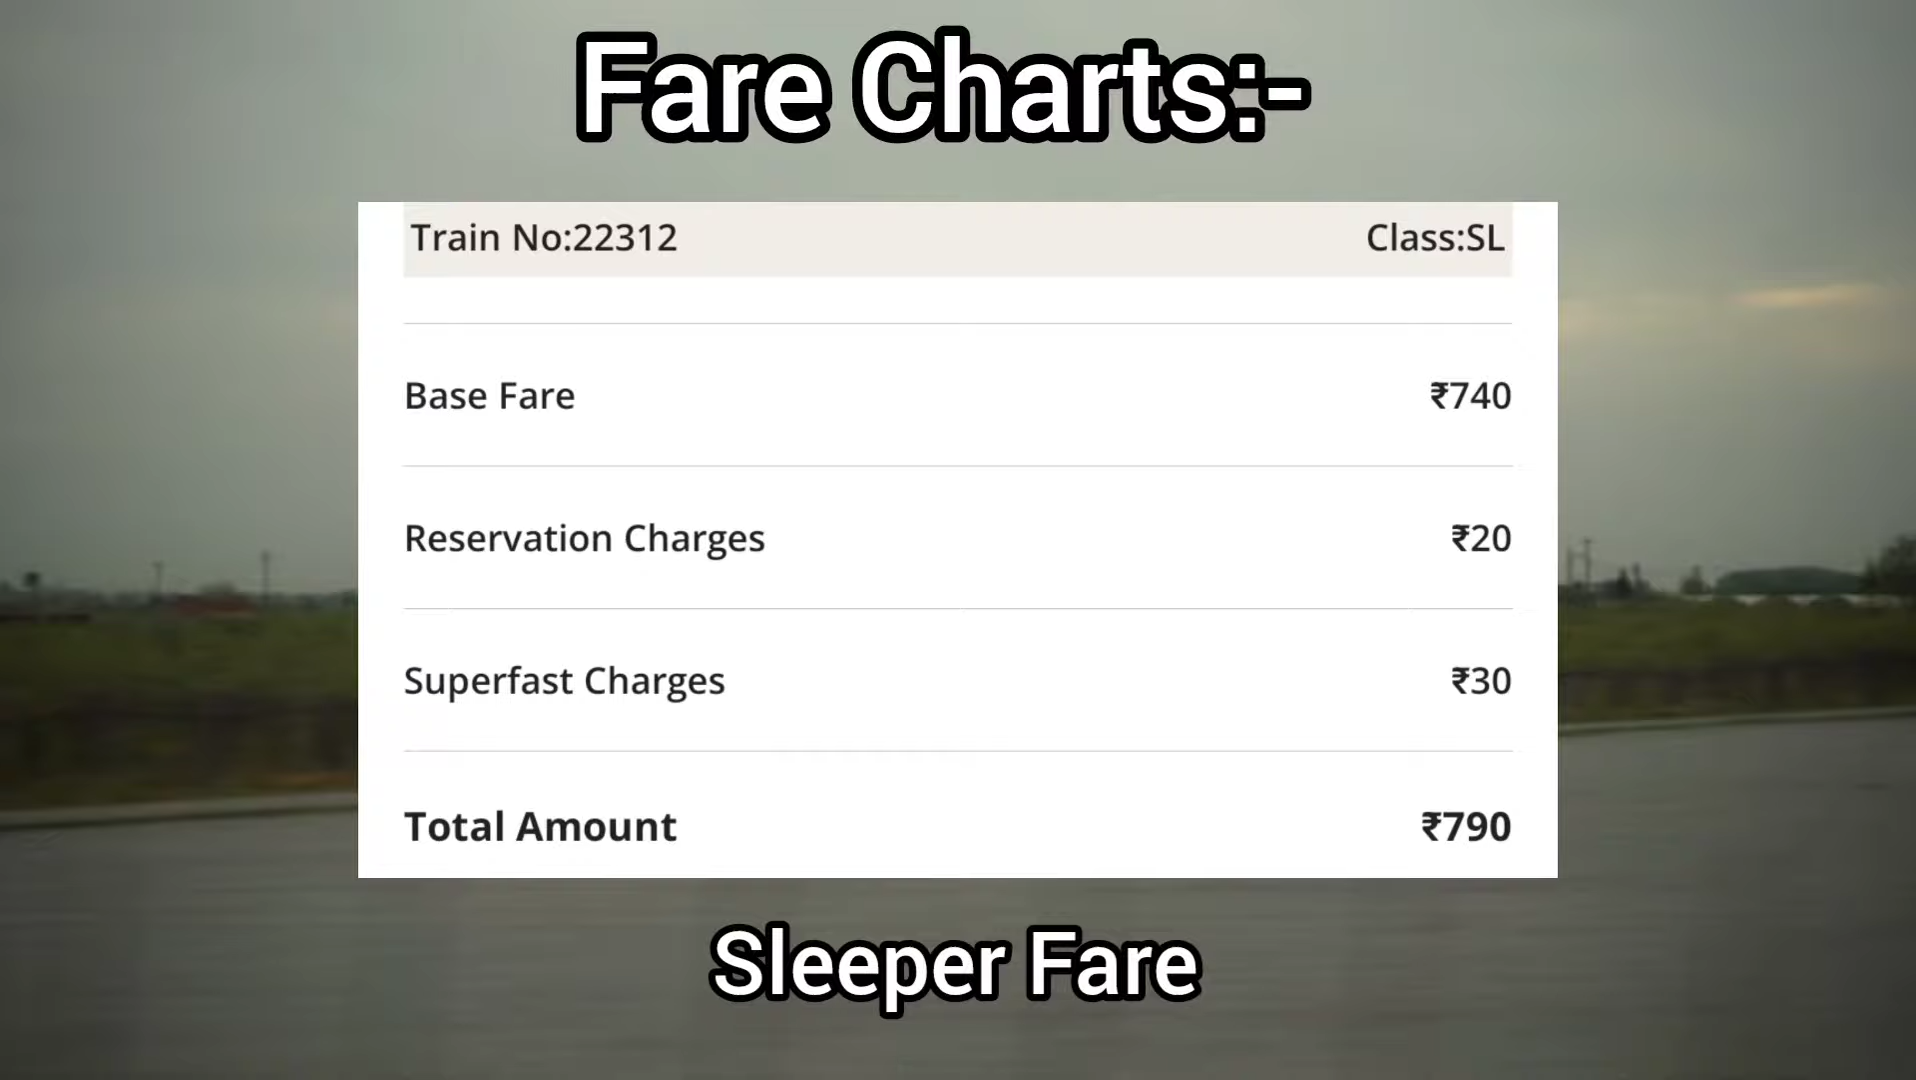 Fare Charts:-
Train No:22312 Class:SL
Base Fare ₹740
Reservation Charges ₹20
Superfast Charges ₹30
Total Amount ₹790
Sleeper Fare